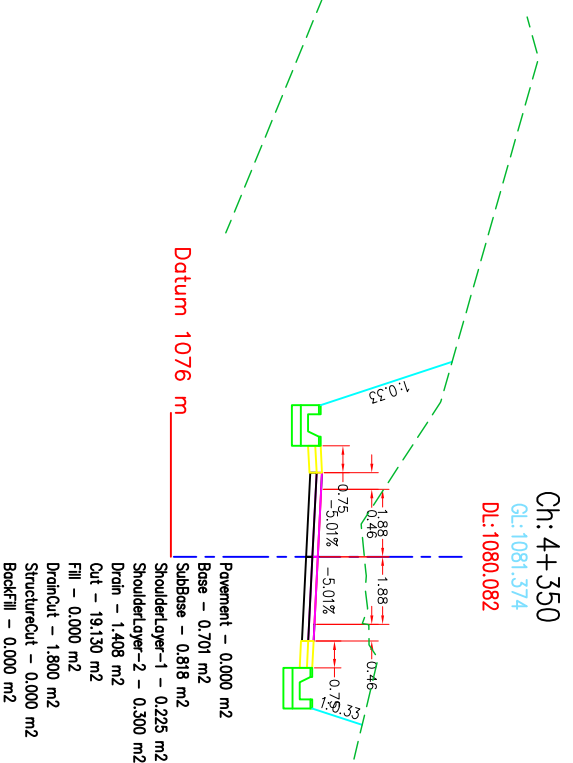 Ch: 4++350
GL:1081.374
DL:1080.082
1:0.33
0.75
0.46
1.88
-5.01%
-5.01%
1.88
0.46
0.75
1:0.33
Datum 1076 m
Pavement - 0.000 m2
Base - 0.701 m2
SubBase - 0.818 m2
ShoulderLayer-1 - 0.225 m2
ShoulderLayer-2 - 0.300 m2
Drain - 1.408 m2
Cut - 19.130 m2
Fill - 0.000 m2
DrainCut - 1.800 m2
StructureCut - 0.000 m2
BackFill - 0.000 m2